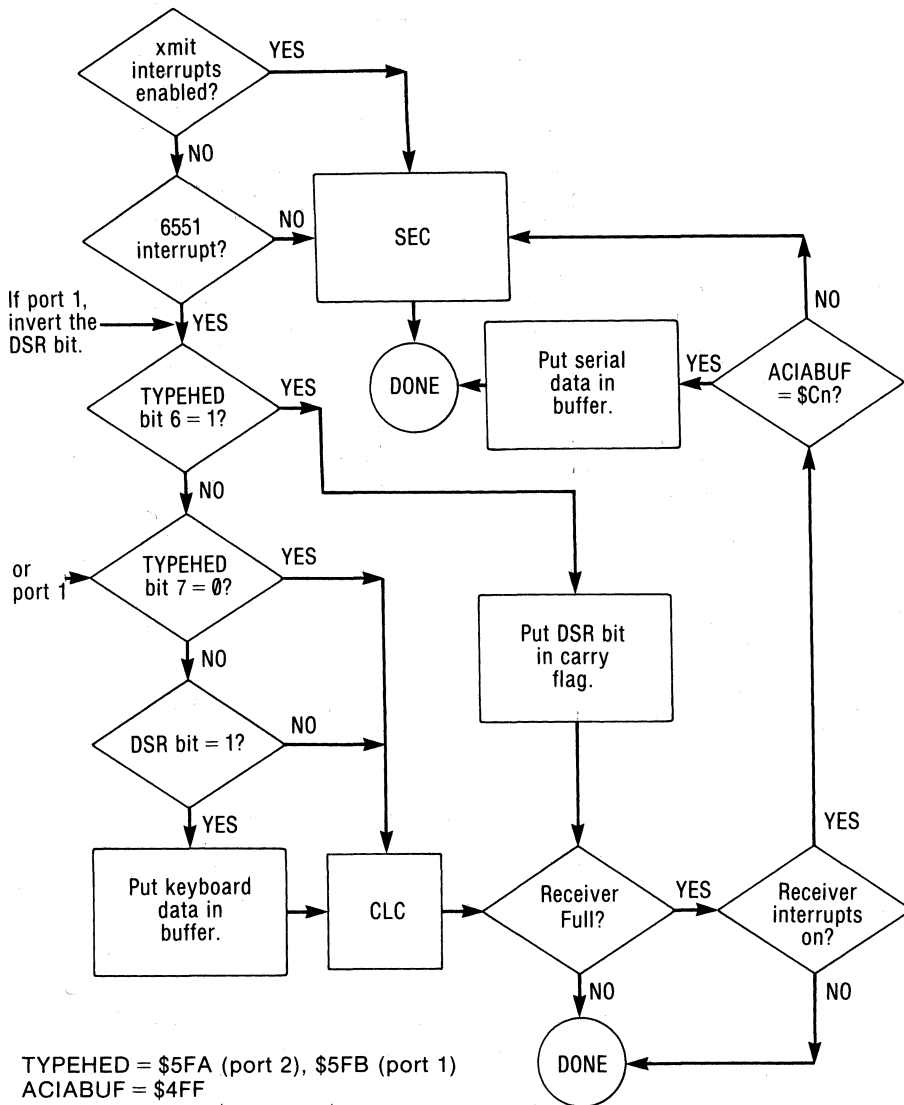 xmit
interrupts
enabled?
YES
NO
6551
interrupt?
NO
SEC
If port 1,
invert the
DSR bit.
YES
NO
TYPEHED
bit 6 = 1?
YES
DONE
Put serial
data in
buffer.
YES
ACIABUF
= $Cn?
NO
or
port 1
TYPEHED
bit 7 = 0?
YES
Put DSR bit
in carry
flag.
NO
DSR bit = 1?
NO
YES
YES
Put keyboard
data in
buffer.
CLC
Receiver
Full?
YES
Receiver
interrupts
on?
NO
NO
DONE
TYPEHED = $5FA (port 2), $5FB (port 1)
ACIABUF = $4FF